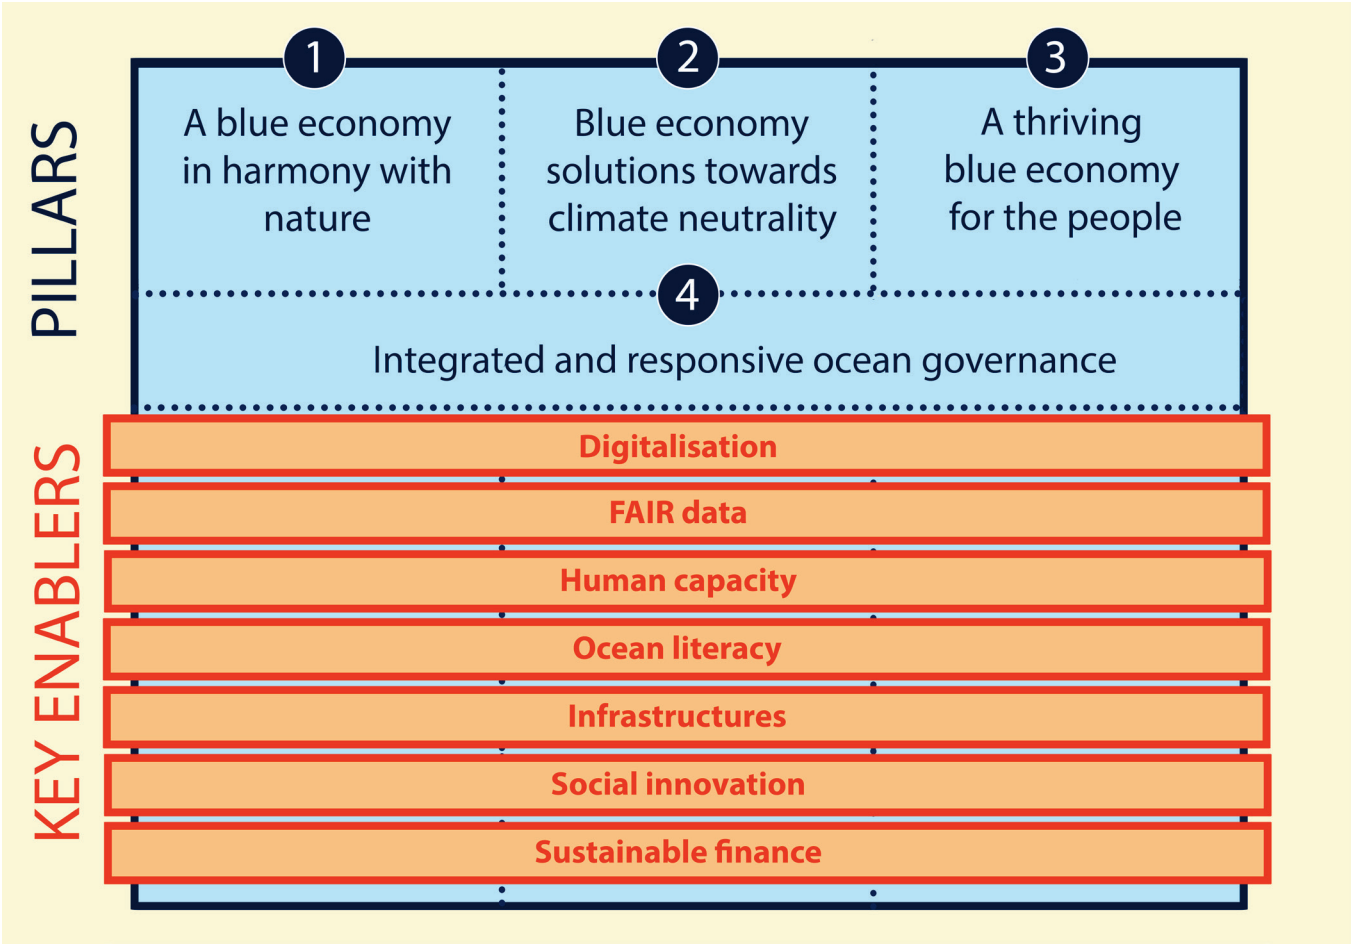 PILLARS
1
A blue economy
in harmony with
nature
2
Blue economy
solutions towards
climate neutrality
3
A thriving
blue economy
for the people
4
Integrated and responsive ocean governance
KEY ENABLERS
Digitalisation
FAIR data
Human capacity
Ocean literacy
Infrastructures
Social innovation
Sustainable finance